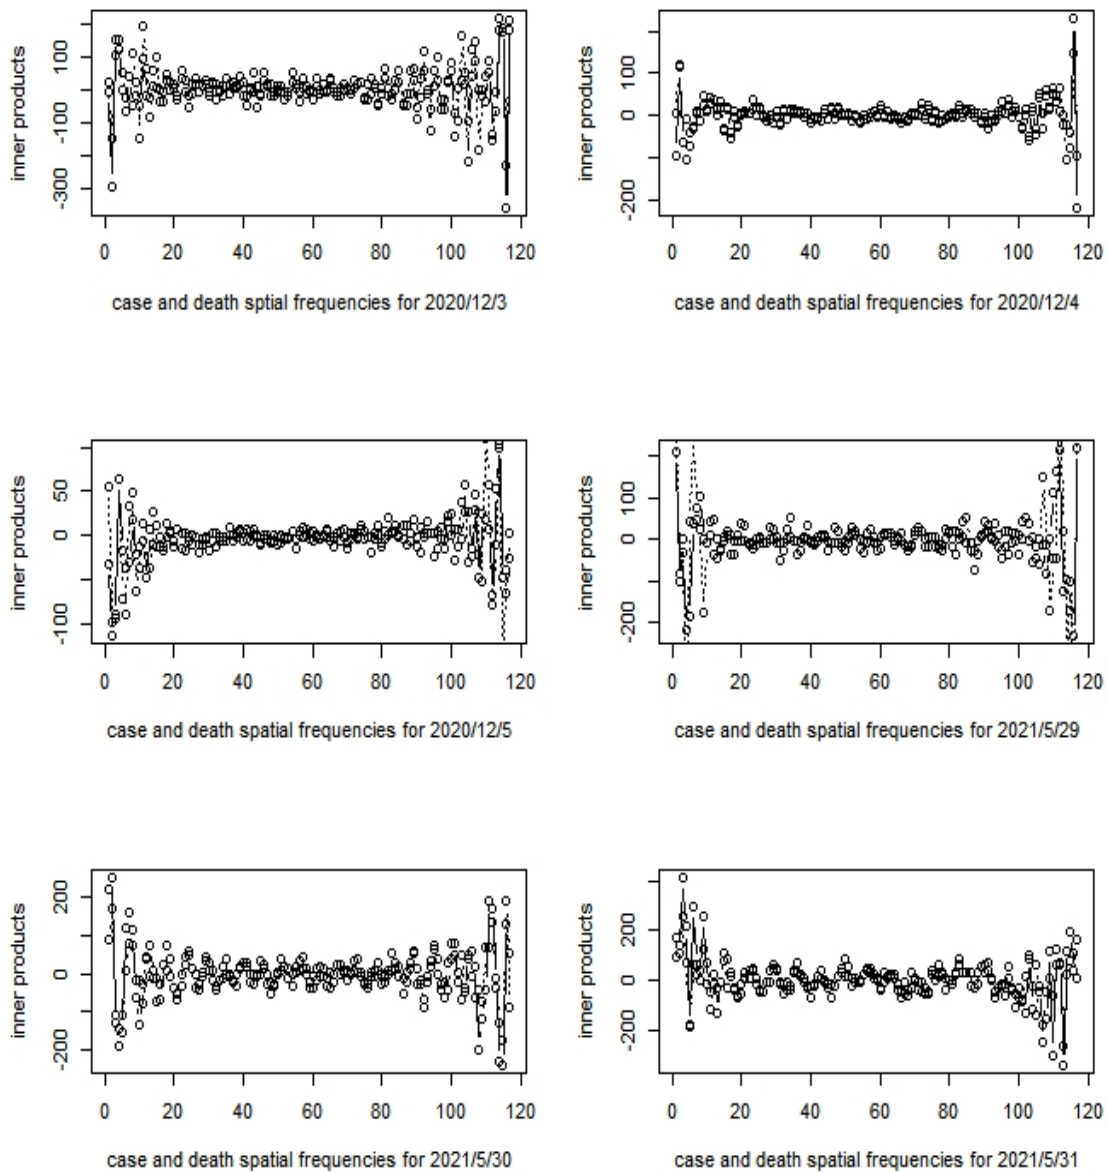 inner products
-300 -100 100
0 20 40 60 80 100 120
case and death sptial frequencies for 2020/12/3
inner products
-200 0 100
0 20 40 60 80 100 120
case and death spatial frequencies for 2020/12/4
inner products
-100 0 50
0 20 40 60 80 100 120
case and death spatial frequencies for 2020/12/5
inner products
-200 0 100
0 20 40 60 80 100 120
case and death spatial frequencies for 2021/5/29
inner products
-200 0 200
0 20 40 60 80 100 120
case and death spatial frequencies for 2021/5/30
inner products
-200 0 200
0 20 40 60 80 100 120
case and death spatial frequencies for 2021/5/31